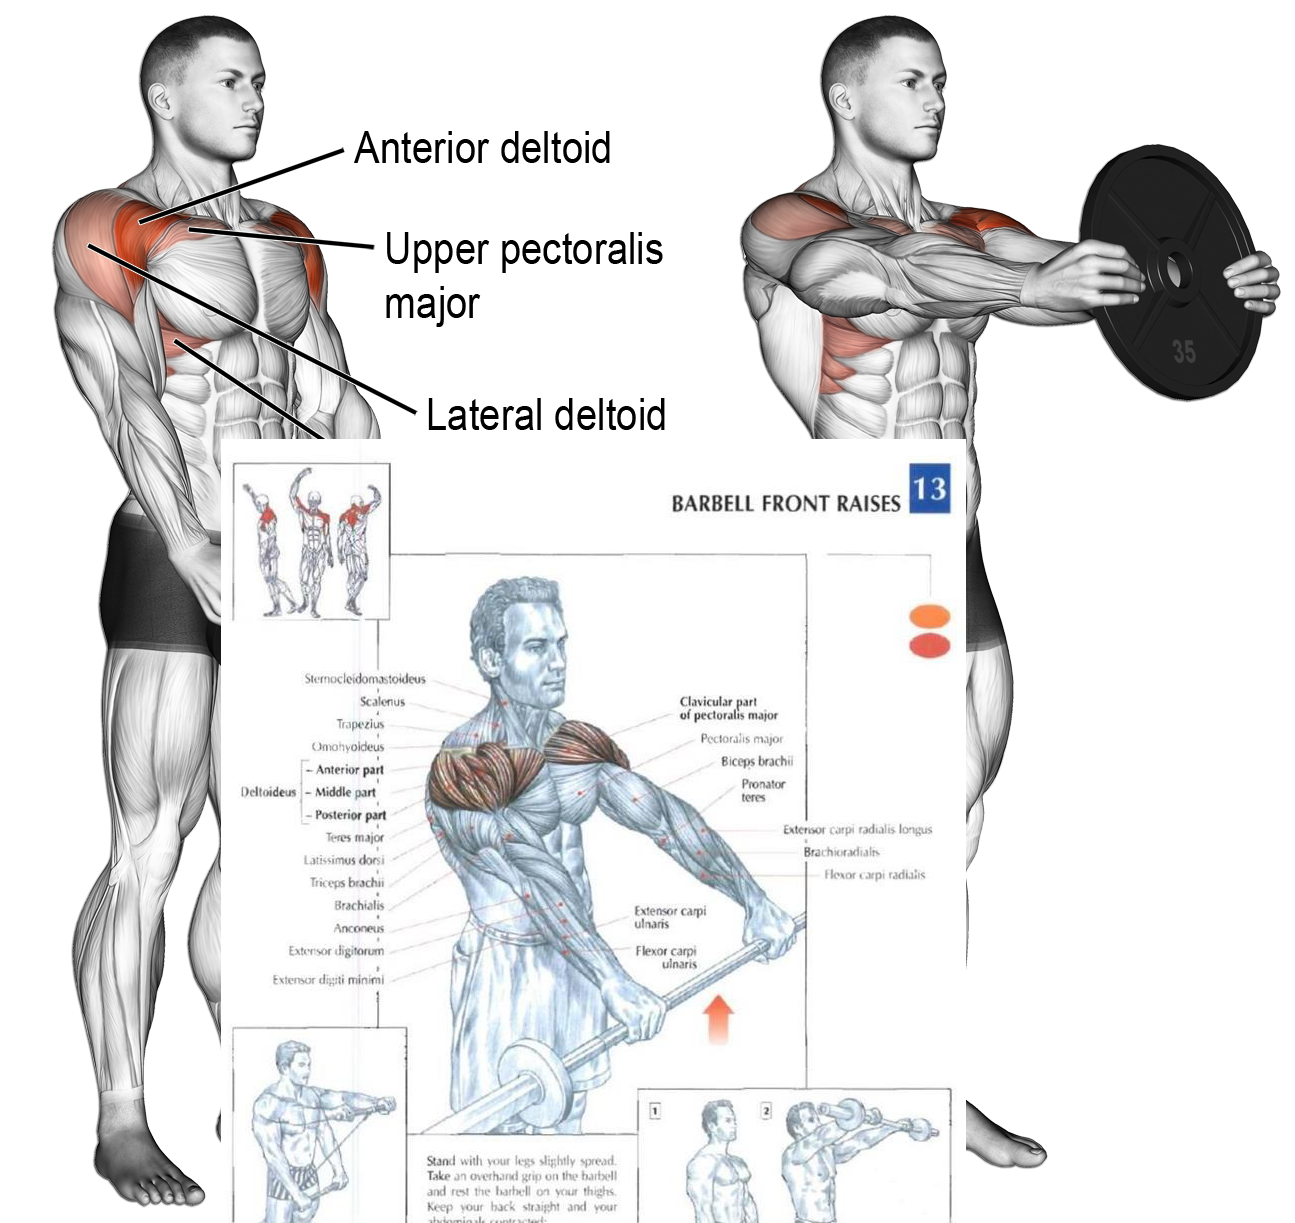 Anterior deltoid
Upper pectoralis
major
Lateral deltoid
35
BARBELL FRONT RAISES
13
Sternocleidomastoideus
Scalenus
Trapezius
Omohyoideus
Deltoideus
- Anterior part
- Middle part
- Posterior part
Teres major
Latissimus dorsi
Triceps brachii
Brachialis
Anconeus
Extensor digitorum
Extensor digiti minimi
Clavicular part
of pectoralis major
Pectoralis major
Biceps brachii
Pronator
teres
Extensor carpi radialis longus
Brachioradialis
Flexor carpi radialis
Extensor carpi
ulnaris
Flexor carpi
ulnaris
1
2
Stand with your legs slightly spread.
Take an overhand grip on the barbell
and rest the barbell on your thighs.
Keep your back straight and your
abdominals contracted: